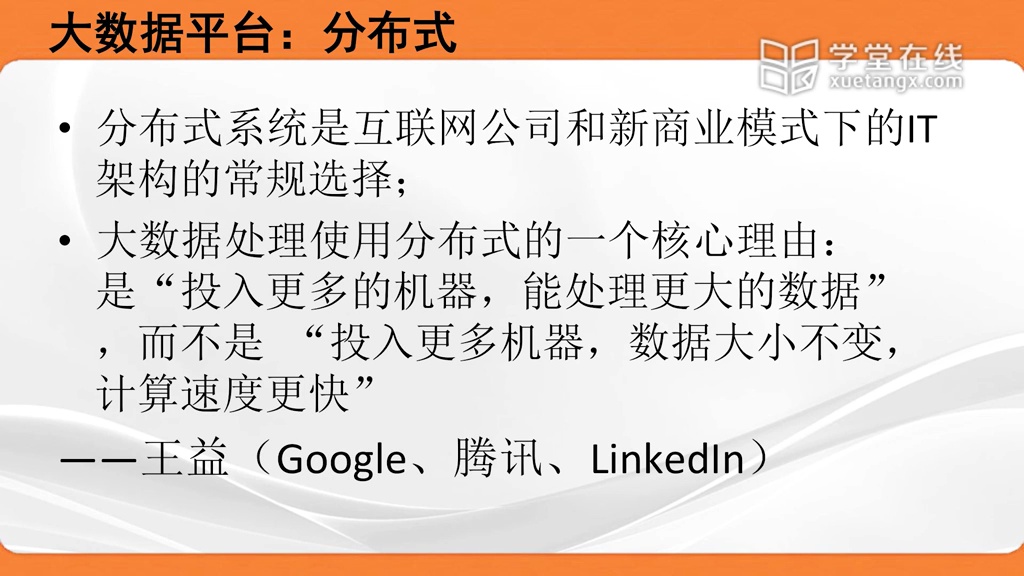 大数据平台：分布式
学堂在线
xuetangx.com
• 分布式系统是互联网公司和新商业模式下的IT
架构的常规选择；
• 大数据处理使用分布式的一个核心理由：
是“投入更多的机器，能处理更大的数据”
，而不是 “投入更多机器，数据大小不变，
计算速度更快”
——王益（Google、腾讯、LinkedIn）